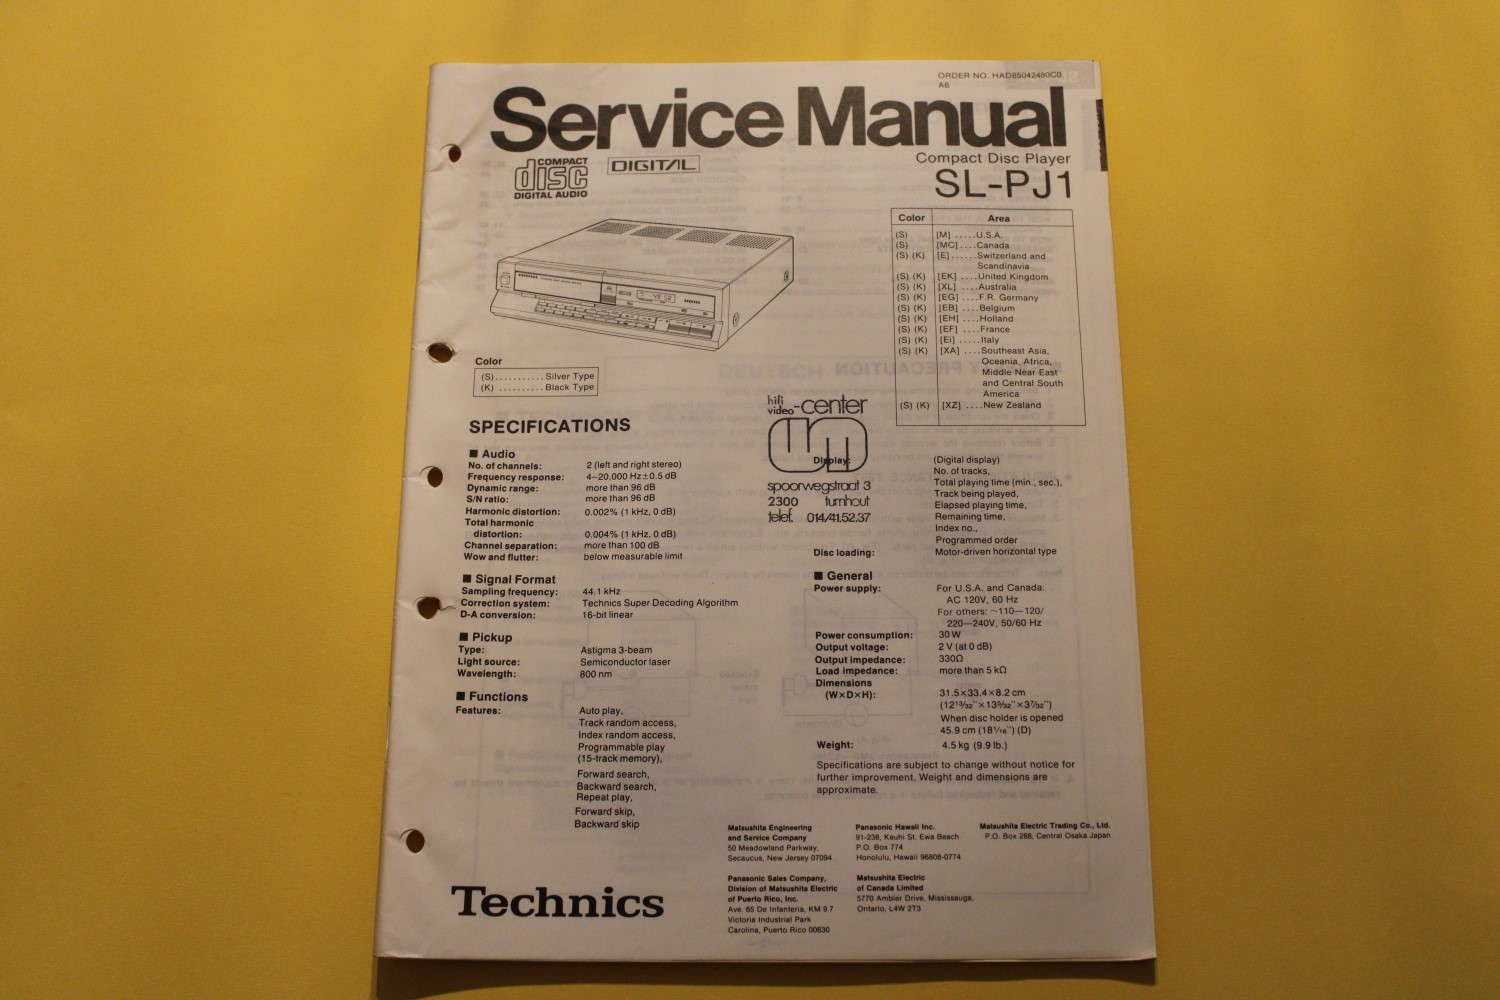 ORDER NO. HAD85042480C0
A6
Service Manual
COMPACT
disc
DIGITAL AUDIO
DIGITAL
Compact Disc Player
SL-PJ1
Color Area
(S) [M] .....U.S.A.
(S) [MC] ....Canada
(S) (K) [E]......Switzerland and
Scandinavia
(S) (K) [EK] ....United Kingdom
(S) (K) [XL] ....Australia
(S) (K) [EG] ....F.R. Germany
(S) (K) [EB] ....Belgium
(S) (K) [EH] ....Holland
(S) (K) [EF] ....France
(S) (K) [Ei] .....Italy
(S) (K) [XA] ....Southeast Asia,
Oceania, Africa,
Middle Near East
and Central South
America
(S) (K) [XZ] ....New Zealand
Color
(S).......... Silver Type
(K) ......... Black Type
hifi
video-center
spoorwegstraat 3
2300 turnhout
telef. 014/41.52.37
SPECIFICATIONS
■ Audio
No. of channels: 2 (left and right stereo)
Frequency response: 4–20,000 Hz±0.5 dB
Dynamic range: more than 96 dB
S/N ratio: more than 96 dB
Harmonic distortion: 0.002% (1 kHz, 0 dB)
Total harmonic
distortion: 0.004% (1 kHz, 0 dB)
Channel separation: more than 100 dB
Wow and flutter: below measurable limit
■ Signal Format
Sampling frequency: 44.1 kHz
Correction system: Technics Super Decoding Algorithm
D-A conversion: 16-bit linear
■ Pickup
Type: Astigma 3-beam
Light source: Semiconductor laser
Wavelength: 800 nm
■ Functions
Features: Auto play,
Track random access,
Index random access,
Programmable play
(15-track memory),
Forward search,
Backward search,
Repeat play,
Forward skip,
Backward skip
Display: (Digital display)
No. of tracks,
Total playing time (min., sec.),
Track being played,
Elapsed playing time,
Remaining time,
Index no.,
Programmed order
Disc loading: Motor-driven horizontal type
■ General
Power supply: For U.S.A. and Canada:
AC 120V, 60 Hz
For others: ~110—120/
220—240V, 50/60 Hz
Power consumption: 30 W
Output voltage: 2 V (at 0 dB)
Output impedance: 330Ω
Load impedance: more than 5 kΩ
Dimensions
(W×D×H): 31.5×33.4×8.2 cm
(12 13/32"×13 5/32"×3 7/32")
When disc holder is opened
45.9 cm (18 1/16") (D)
Weight: 4.5 kg (9.9 lb.)
Specifications are subject to change without notice for
further improvement. Weight and dimensions are
approximate.
Technics
Matsushita Engineering
and Service Company
50 Meadowland Parkway,
Secaucus, New Jersey 07094
Panasonic Hawaii Inc.
91-238, Kauhi St. Ewa Beach
P.O. Box 774
Honolulu, Hawaii 96808-0774
Matsushita Electric Trading Co., Ltd.
P.O. Box 288, Central Osaka Japan
Panasonic Sales Company,
Division of Matsushita Electric
of Puerto Rico, Inc.
Ave. 65 De Infanteria, KM 9.7
Victoria Industrial Park
Carolina, Puerto Rico 00630
Matsushita Electric
of Canada Limited
5770 Ambler Drive, Mississauga,
Ontario, L4W 2T3